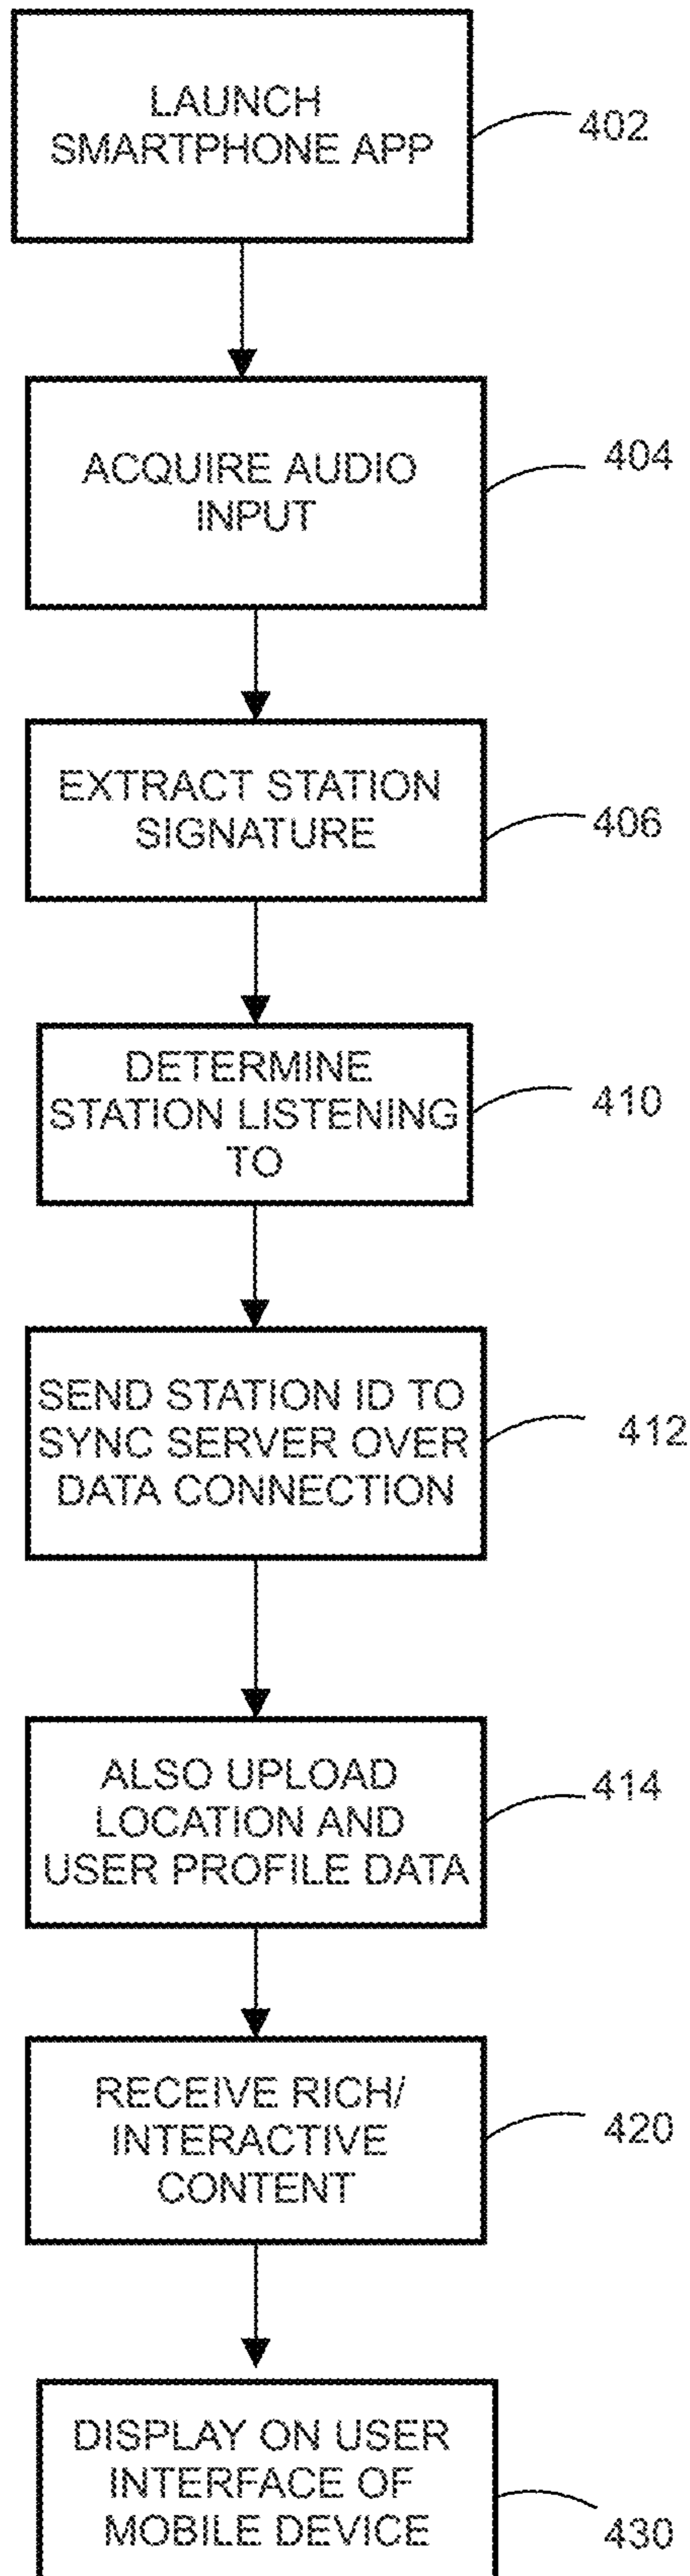 LAUNCH
SMARTPHONE APP
402
ACQUIRE AUDIO
INPUT
404
EXTRACT STATION
SIGNATURE
406
DETERMINE
STATION LISTENING
TO
410
SEND STATION ID TO
SYNC SERVER OVER
DATA CONNECTION
412
ALSO UPLOAD
LOCATION AND
USER PROFILE DATA
414
RECEIVE RICH/
INTERACTIVE
CONTENT
420
DISPLAY ON USER
INTERFACE OF
MOBILE DEVICE
430